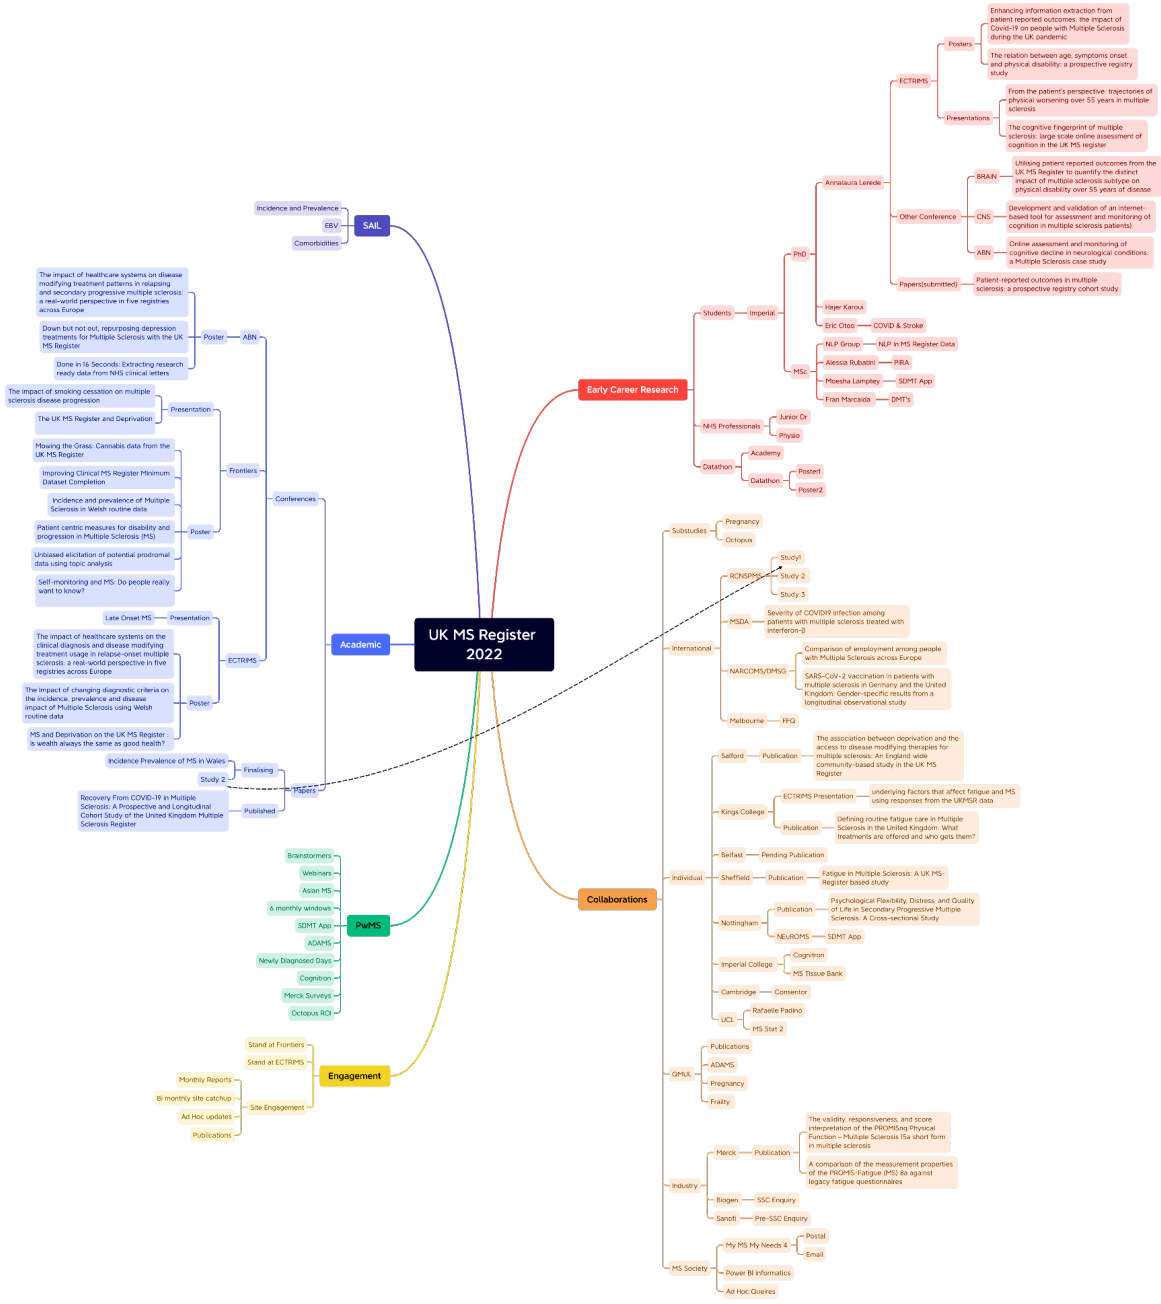 UK MS Register
2022
SAIL
Incidence and Prevalence
EBV
Comorbidities
Academic
Conferences
ABN
Poster
The impact of healthcare systems on disease
modifying treatment patterns in relapsing
and secondary progressive multiple sclerosis:
a real-world perspective in five registries
across Europe
Down but not out, repurposing depression
treatments for Multiple Sclerosis with the UK
MS Register
Done in 16 Seconds: Extracting research
ready data from NHS clinical letters
Frontiers
Presentation
The impact of smoking cessation on multiple
sclerosis disease progression
The UK MS Register and Deprivation
Poster
Mowing the Grass: Cannabis data from the
UK MS Register
Improving Clinical MS Register Minimum
Dataset Completion
Incidence and prevalence of Multiple
Sclerosis in Welsh routine data
Patient centric measures for disability and
progression in Multiple Sclerosis (MS)
Unbiased elicitation of potential prodromal
data using topic analysis
Self-monitoring and MS: Do people really
want to know?
ECTRIMS
Presentation
Late Onset MS
Poster
The impact of healthcare systems on the
clinical diagnosis and disease modifying
treatment usage in relapse-onset multiple
sclerosis: a real-world perspective in five
registries across Europe
The Impact of changing diagnostic criteria on
the incidence, prevalence and disease
impact of Multiple Sclerosis using Welsh
routine data
MS and Deprivation on the UK MS Register :
Is wealth always the same as good health?
Papers
Finalising
Incidence Prevalence of MS in Wales
Study 2
Published
Recovery From COVID-19 in Multiple
Sclerosis: A Prospective and Longitudinal
Cohort Study of the United Kingdom Multiple
Sclerosis Register
PwMS
Brainstormers
Webinars
Asian MS
6 monthly windows
SDMT App
ADAMS
Newly Diagnosed Days
Cognitron
Merck Surveys
Octopus ROI
Engagement
Stand at Frontiers
Stand at ECTRIMS
Site Engagement
Monthly Reports
Bi monthly site catchup
Ad Hoc updates
Publications
Early Career Research
Students
Imperial
PhD
Annalaura Lerede
ECTRIMS
Posters
Enhancing information extraction from
patient reported outcomes: the impact of
Covid-19 on people with Multiple Sclerosis
during the UK pandemic
The relation between age, symptoms onset
and physical disability: a prospective registry
study
Presentations
From the patient's perspective: trajectories of
physical worsening over 55 years in multiple
sclerosis
The cognitive fingerprint of multiple
sclerosis: large scale online assessment of
cognition in the UK MS register
Other Conference
BRAIN
Utilising patient reported outcomes from the
UK MS Register to quantify the distinct
impact of multiple sclerosis subtype on
physical disability over 55 years of disease
CNS
Development and validation of an internet-
based tool for assessment and monitoring of
cognition in multiple sclerosis patients)
ABN
Online assessment and monitoring of
cognitive decline in neurological conditions:
a Multiple Sclerosis case study
Papers(submitted)
Patient-reported outcomes in multiple
sclerosis: a prospective registry cohort study
Hajer Karoui
Eric Otoo
COVID & Stroke
MSc
NLP Group
NLP In MS Register Data
Alessia Rubatini
PIRA
Moesha Lamptey
SDMT App
Fran Marcaida
DMT's
NHS Professionals
Junior Dr
Physio
Datathon
Academy
Datathon
Poster1
Poster2
Collaborations
Substudies
Pregnancy
Octopus
International
RCNSPMS
Study1
Study 2
Study 3
MSDA
Severity of COVID19 infection among
patients with multiple sclerosis treated with
interferon-β
NARCOMS/DMSG
Comparison of employment among people
with Multiple Sclerosis across Europe
SARS-CoV-2 vaccination in patients with
multiple sclerosis in Germany and the United
Kingdom: Gender-specific results from a
longitudinal observational study
Melbourne
FFQ
Individual
Salford
Publication
The association between deprivation and the
access to disease modifying therapies for
multiple sclerosis: An England wide
community-based study in the UK MS
Register
Kings College
ECTRIMS Presentation
underlying factors that affect fatigue and MS
using responses from the UKMSR data
Publication
Defining routine fatigue care in Multiple
Sclerosis in the United Kingdom: What
treatments are offered and who gets them?
Belfast
Pending Publication
Sheffield
Publication
Fatigue in Multiple Sclerosis: A UK MS-
Register based study
Nottingham
Publication
Psychological Flexibility, Distress, and Quality
of Life in Secondary Progressive Multiple
Sclerosis: A Cross-sectional Study
NEuROMS
SDMT App
Imperial College
Cognitron
MS Tissue Bank
Cambridge
Consentor
UCL
Rafaelle Padino
MS Stat 2
QMUL
Publications
ADAMS
Pregnancy
Frailty
Industry
Merck
Publication
The validity, responsiveness, and score
interpretation of the PROMISnq Physical
Function – Multiple Sclerosis 15a short form
in multiple sclerosis
A comparison of the measurement properties
of the PROMIS-Fatigue (MS) 8a against
legacy fatigue questionnaires
Biogen
SSC Enquiry
Sanofi
Pre-SSC Enquiry
MS Society
My MS My Needs 4
Postal
Email
Power BI informatics
Ad Hoc Queires